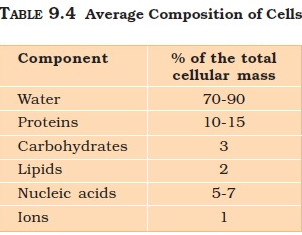 TABLE 9.4 Average Composition of Cells
Component % of the total
cellular mass
Water 70-90
Proteins 10-15
Carbohydrates 3
Lipids 2
Nucleic acids 5-7
Ions 1